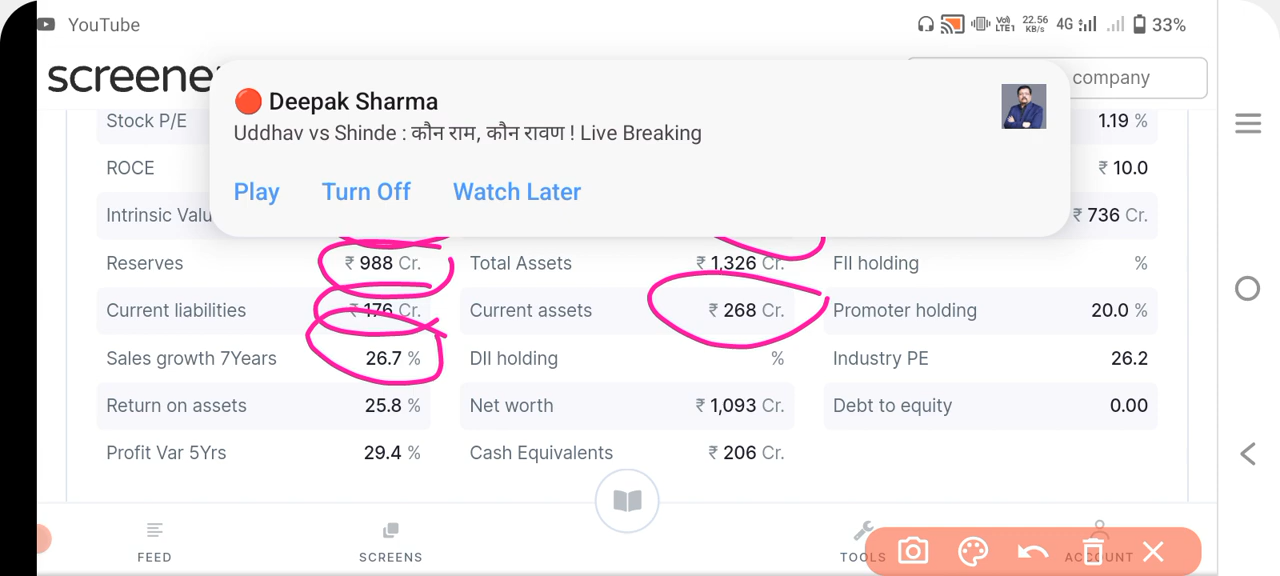 YouTube
Vo)) LTE1 22.56 KB/s 4G 33%
screene
company
🔴 Deepak Sharma
Uddhav vs Shinde : कौन राम, कौन रावण ! Live Breaking
Play Turn Off Watch Later
Stock P/E 1.19 %
ROCE ₹ 10.0
Intrinsic Valu ₹ 736 Cr.
Reserves ₹ 988 Cr. Total Assets ₹ 1,326 Cr. FII holding %
Current liabilities ₹ 176 Cr. Current assets ₹ 268 Cr. Promoter holding 20.0 %
Sales growth 7Years 26.7 % DII holding % Industry PE 26.2
Return on assets 25.8 % Net worth ₹ 1,093 Cr. Debt to equity 0.00
Profit Var 5Yrs 29.4 % Cash Equivalents ₹ 206 Cr.
FEED SCREENS TOOLS ACCOUNT